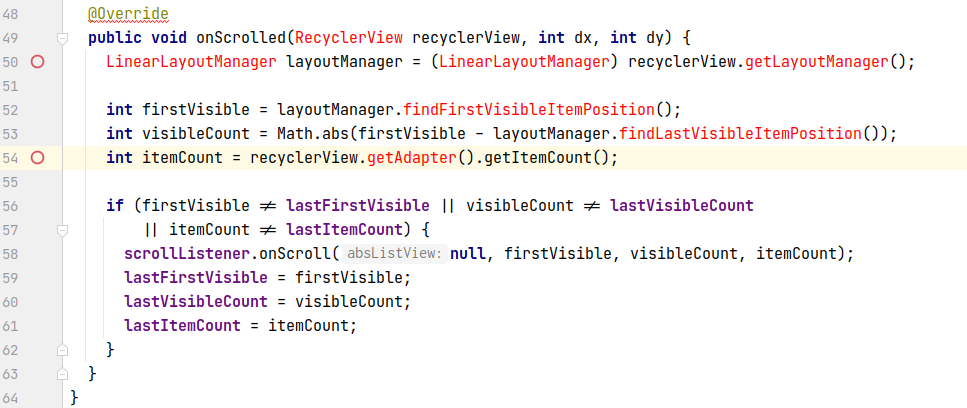 48 @Override
49 public void onScrolled(RecyclerView recyclerView, int dx, int dy) {
50 LinearLayoutManager layoutManager = (LinearLayoutManager) recyclerView.getLayoutManager();
51
52 int firstVisible = layoutManager.findFirstVisibleItemPosition();
53 int visibleCount = Math.abs(firstVisible - layoutManager.findLastVisibleItemPosition());
54 int itemCount = recyclerView.getAdapter().getItemCount();
55
56 if (firstVisible ≠ lastFirstVisible || visibleCount ≠ lastVisibleCount
57 || itemCount ≠ lastItemCount) {
58 scrollListener.onScroll( absListView: null, firstVisible, visibleCount, itemCount);
59 lastFirstVisible = firstVisible;
60 lastVisibleCount = visibleCount;
61 lastItemCount = itemCount;
62 }
63 }
64 }